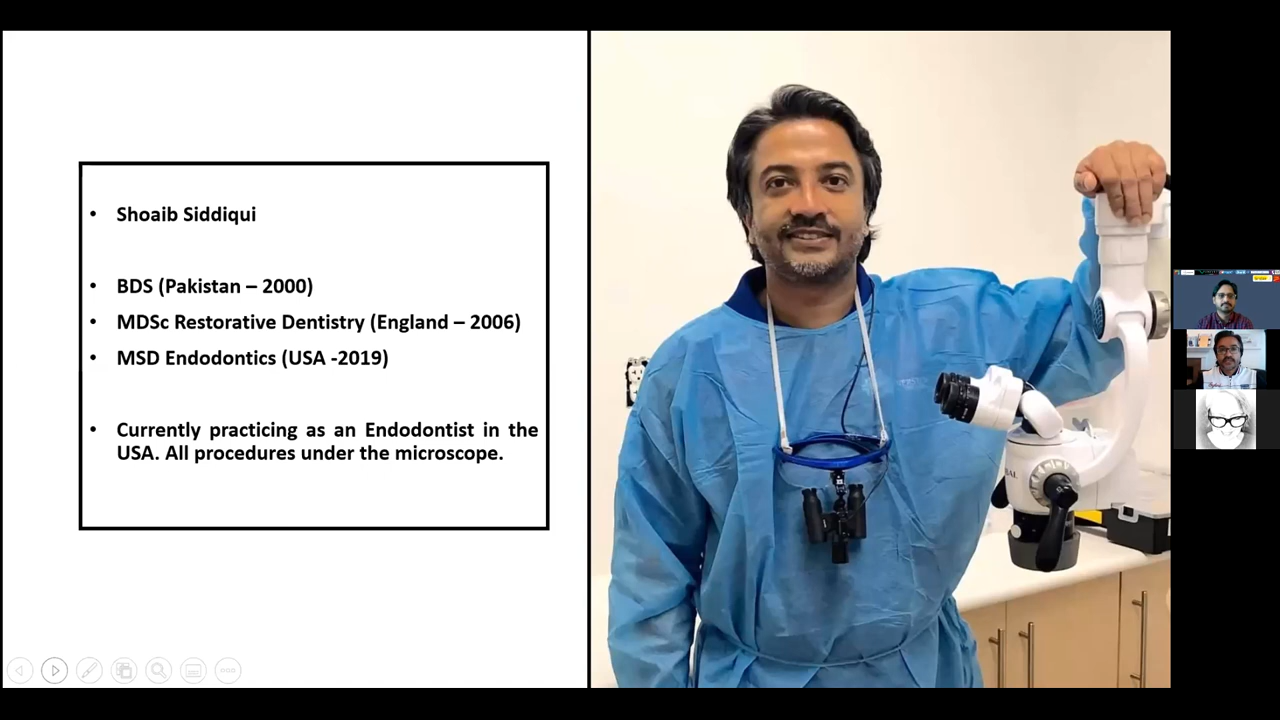 Shoaib Siddiqui
BDS (Pakistan – 2000)
MDSc Restorative Dentistry (England – 2006)
MSD Endodontics (USA -2019)
Currently practicing as an Endodontist in the
USA. All procedures under the microscope.